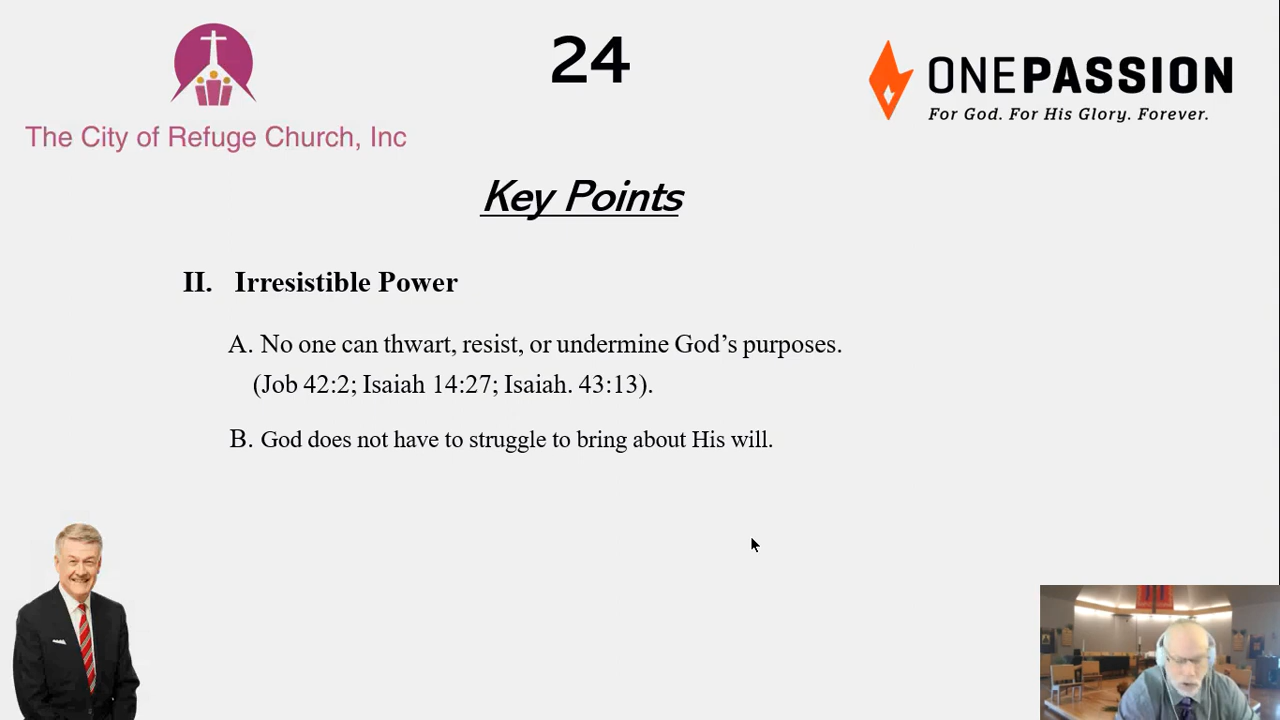 24
ONEPASSION
For God. For His Glory. Forever.
The City of Refuge Church, Inc
Key Points
II. Irresistible Power
A. No one can thwart, resist, or undermine God’s purposes.
(Job 42:2; Isaiah 14:27; Isaiah. 43:13).
B. God does not have to struggle to bring about His will.